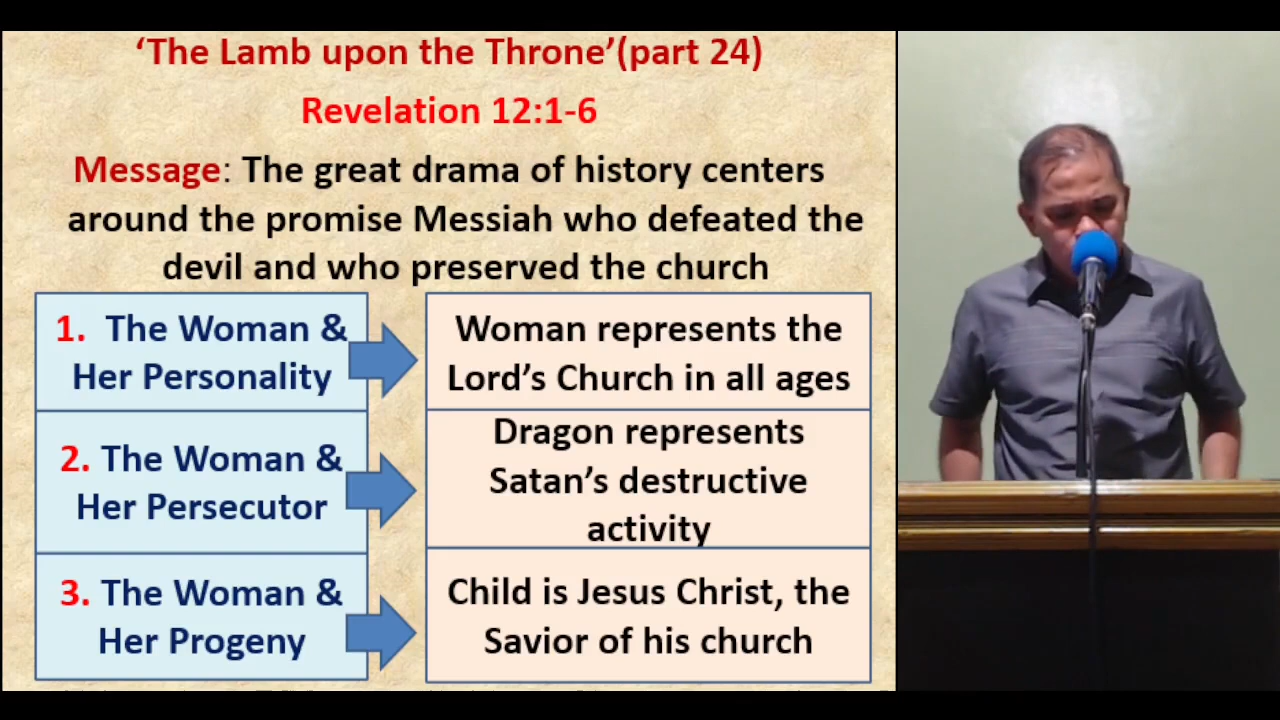 ‘The Lamb upon the Throne’(part 24)
Revelation 12:1-6
Message: The great drama of history centers
around the promise Messiah who defeated the
devil and who preserved the church
1. The Woman &
Her Personality
Woman represents the
Lord’s Church in all ages
2. The Woman &
Her Persecutor
Dragon represents
Satan’s destructive
activity
3. The Woman &
Her Progeny
Child is Jesus Christ, the
Savior of his church